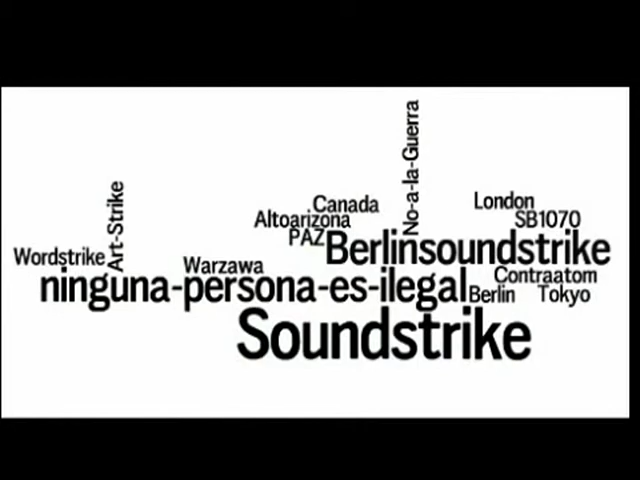 No-a-la-Guerra
Art-Strike
Canada
London
Altoarizona
SB1070
PAZ
Berlinsoundstrike
Wordstrike
Warzawa
Contraatom
ninguna-persona-es-ilegal
Berlin
Tokyo
Soundstrike